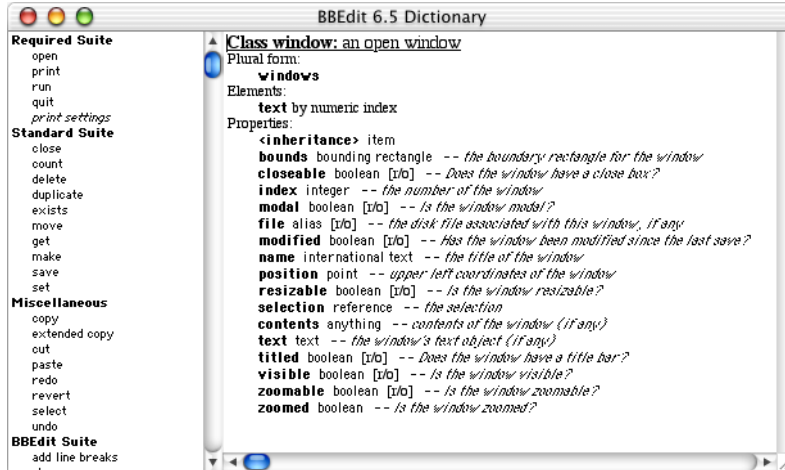 BBEdit 6.5 Dictionary
Required Suite
open
print
run
quit
print settings
Standard Suite
close
count
delete
duplicate
exists
move
get
make
save
set
Miscellaneous
copy
extended copy
cut
paste
redo
revert
select
undo
BBEdit Suite
add line breaks
Class window: an open window
Plural form:
windows
Elements:
text by numeric index
Properties:
<inheritance> item
bounds bounding rectangle -- the boundary rectangle for the window
closeable boolean [r/o] -- Does the window have a close box?
index integer -- the number of the window
modal boolean [r/o] -- Is the window modal?
file alias [r/o] -- the disk file associated with this window, if any
modified boolean [r/o] -- Has the window been modified since the last save?
name international text -- the title of the window
position point -- upper left coordinates of the window
resizable boolean [r/o] -- Is the window resizable?
selection reference -- the selection
contents anything -- contents of the window (if any)
text text -- the window's text object (if any)
titled boolean [r/o] -- Does the window have a title bar?
visible boolean [r/o] -- Is the window visible?
zoomable boolean [r/o] -- Is the window zoomable?
zoomed boolean -- Is the window zoomed?